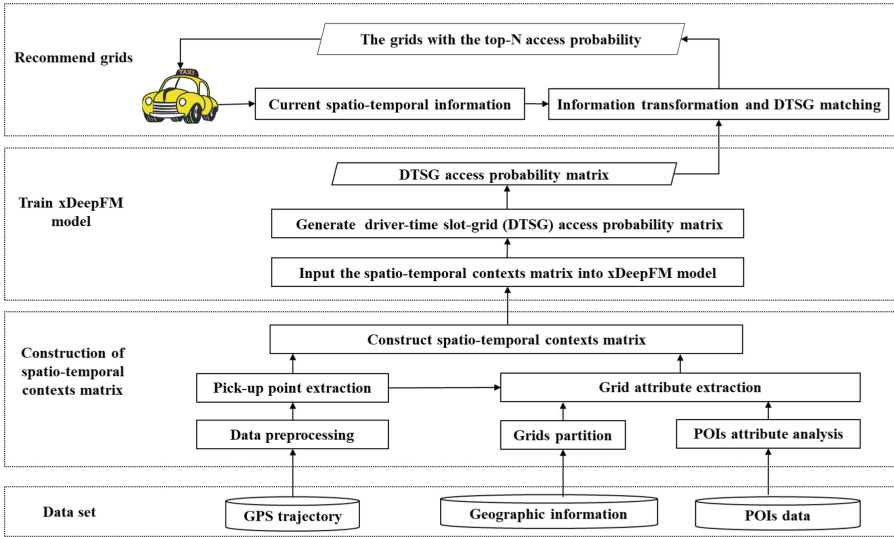 The grids with the top-N access probability
Recommend grids
TAXI
Current spatio-temporal information
Information transformation and DTSG matching
DTSG access probability matrix
Train xDeepFM
model
Generate driver-time slot-grid (DTSG) access probability matrix
Input the spatio-temporal contexts matrix into xDeepFM model
Construct spatio-temporal contexts matrix
Construction of
spatio-temporal
contexts matrix
Pick-up point extraction
Grid attribute extraction
Data preprocessing
Grids partition
POIs attribute analysis
Data set
GPS trajectory
Geographic information
POIs data